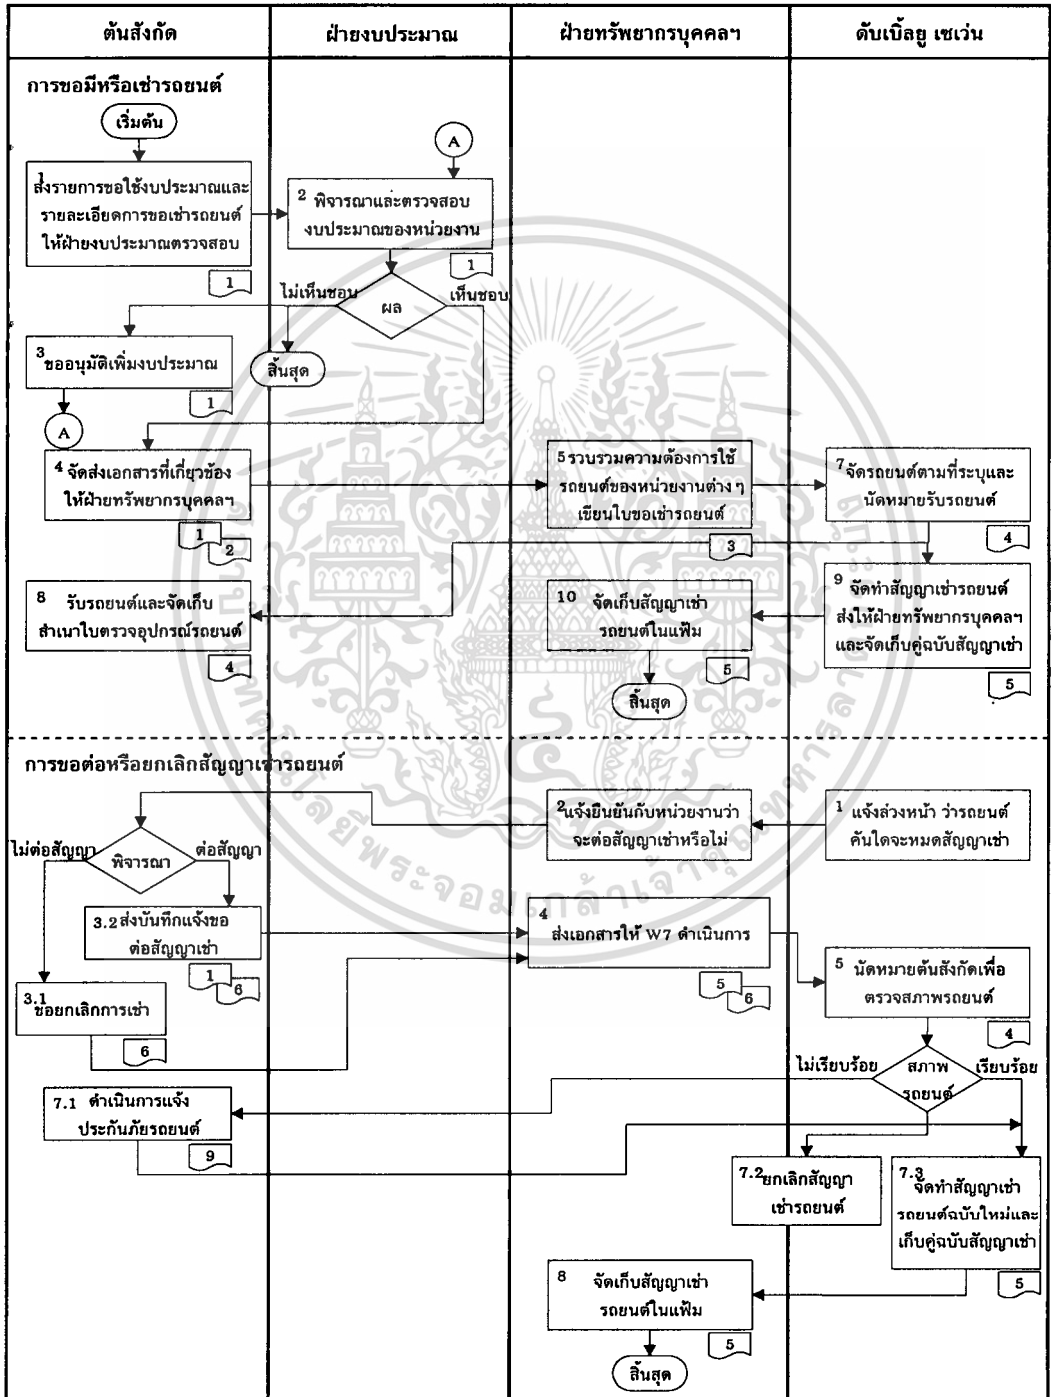 ต้นสังกัด
ฝ่ายงบประมาณ
ฝ่ายทรัพยากรบุคคลฯ
ดับเบิ้ลยู เซเว่น
การขอมีหรือเช่ารถยนต์
เริ่มต้น
A
1
ส่งรายการขอใช้งบประมาณและ
รายละเอียดการขอเช่ารถยนต์
ให้ฝ่ายงบประมาณตรวจสอบ
1
2 พิจารณาและตรวจสอบ
งบประมาณของหน่วยงาน
1
ไม่เห็นชอบ
ผล
เห็นชอบ
3 ขออนุมัติเพิ่มงบประมาณ
1
สิ้นสุด
A
4 จัดส่งเอกสารที่เกี่ยวข้อง
ให้ฝ่ายทรัพยากรบุคคลฯ
1
2
5 รวบรวมความต้องการใช้
รถยนต์ของหน่วยงานต่าง ๆ
เขียนใบขอเช่ารถยนต์
3
7 จัดรถยนต์ตามที่ระบุและ
นัดหมายรับรถยนต์
4
8 รับรถยนต์และจัดเก็บ
สำเนาใบตรวจอุปกรณ์รถยนต์
4
10 จัดเก็บสัญญาเช่า
รถยนต์ในแฟ้ม
5
สิ้นสุด
9 จัดทำสัญญาเช่ารถยนต์
ส่งให้ฝ่ายทรัพยากรบุคคลฯ
และจัดเก็บคู่ฉบับสัญญาเช่า
5
การขอต่อหรือยกเลิกสัญญาเช่ารถยนต์
2 แจ้งยืนยันกับหน่วยงานว่า
จะต่อสัญญาเช่าหรือไม่
1 แจ้งล่วงหน้า ว่ารถยนต์
คันใดจะหมดสัญญาเช่า
ไม่ต่อสัญญา
พิจารณา
ต่อสัญญา
3.2 ส่งบันทึกแจ้งขอ
ต่อสัญญาเช่า
1
6
4
ส่งเอกสารให้ W7 ดำเนินการ
5
6
5 นัดหมายต้นสังกัดเพื่อ
ตรวจสภาพรถยนต์
4
3.1
ขอยกเลิกการเช่า
6
ไม่เรียบร้อย
สภาพ
รถยนต์
เรียบร้อย
7.1 ดำเนินการแจ้ง
ประกันภัยรถยนต์
9
7.2 ยกเลิกสัญญา
เช่ารถยนต์
7.3
จัดทำสัญญาเช่า
รถยนต์ฉบับใหม่และ
เก็บคู่ฉบับสัญญาเช่า
5
8 จัดเก็บสัญญาเช่า
รถยนต์ในแฟ้ม
5
สิ้นสุด
สถาบันเทคโนโลยีพระจอมเกล้าเจ้าคุณทหารลาดกระบัง